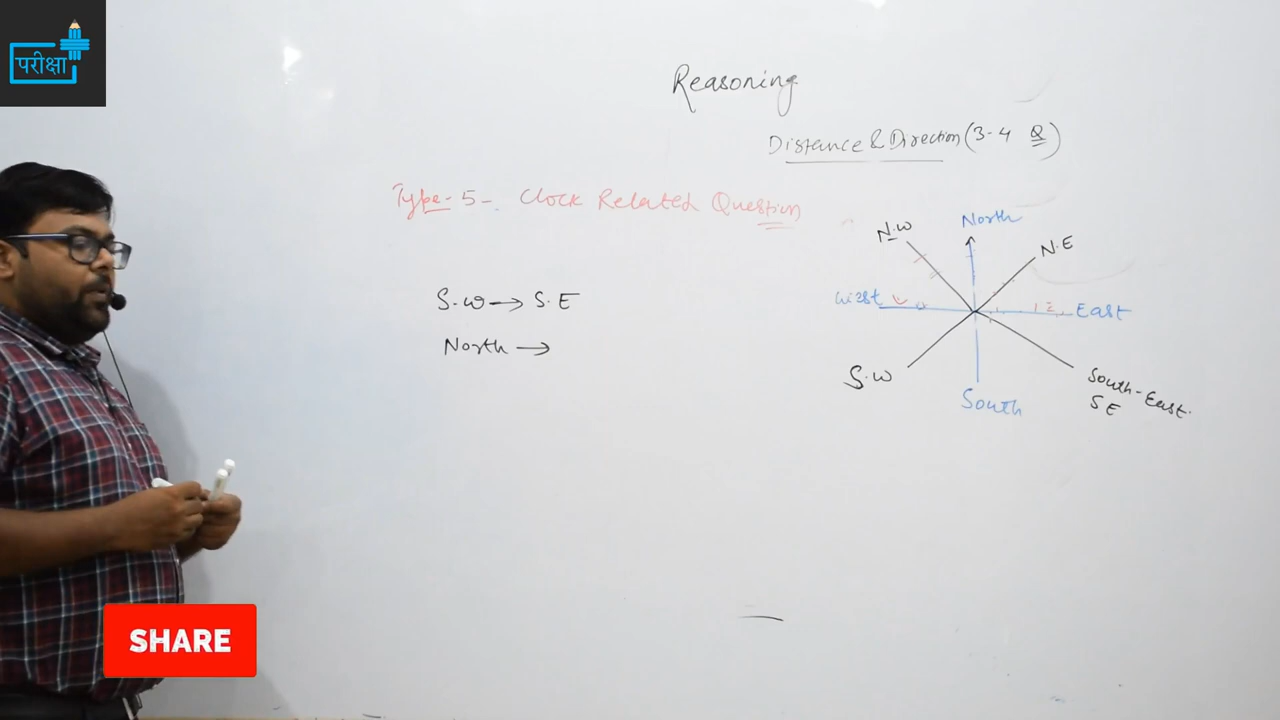 परीक्षा
Reasoning
Distance & Direction (3-4 Q)
Type-5- Clock Related Question
North
N.W
N.E
S.W → S.E
West
East
North →
S.W
South-East
S E
South
SHARE